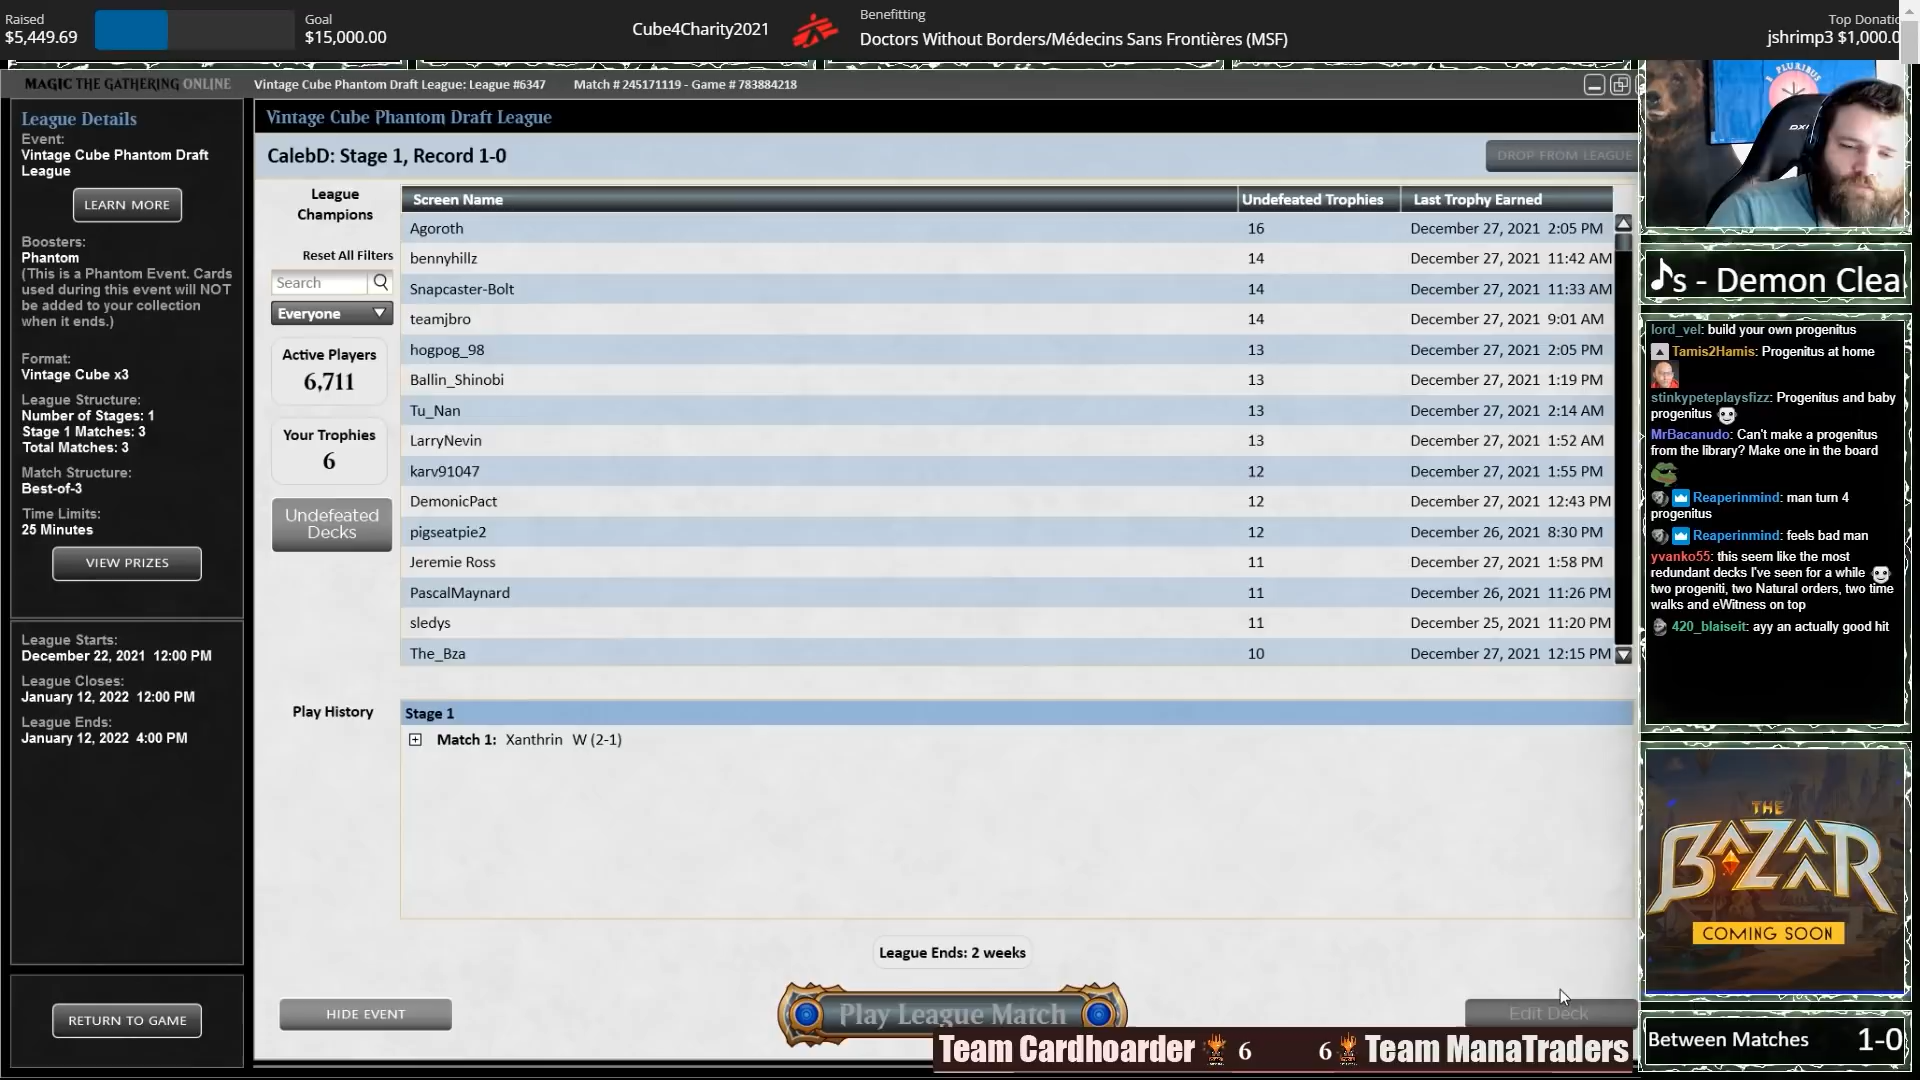 Raised
$5,449.69
Goal
$15,000.00
Cube4Charity2021
Benefitting
Doctors Without Borders/Médecins Sans Frontières (MSF)
Top Donatio
jshrimp3 $1,000.0
MAGIC THE GATHERING ONLINE
Vintage Cube Phantom Draft League: League #6347
Match # 245171119 - Game # 783884218
League Details
Event:
Vintage Cube Phantom Draft
League
LEARN MORE
Boosters:
Phantom
(This is a Phantom Event. Cards
used during this event will NOT
be added to your collection
when it ends.)
Format:
Vintage Cube x3
League Structure:
Number of Stages: 1
Stage 1 Matches: 3
Total Matches: 3
Match Structure:
Best-of-3
Time Limits:
25 Minutes
VIEW PRIZES
League Starts:
December 22, 2021 12:00 PM
League Closes:
January 12, 2022 12:00 PM
League Ends:
January 12, 2022 4:00 PM
RETURN TO GAME
Vintage Cube Phantom Draft League
CalebD: Stage 1, Record 1-0
DROP FROM LEAGUE
League
Champions
Reset All Filters
Search
Everyone
Active Players
6,711
Your Trophies
6
Undefeated
Decks
Screen Name Undefeated Trophies Last Trophy Earned
Agoroth 16 December 27, 2021 2:05 PM
bennyhillz 14 December 27, 2021 11:42 AM
Snapcaster-Bolt 14 December 27, 2021 11:33 AM
teamjbro 14 December 27, 2021 9:01 AM
hogpog_98 13 December 27, 2021 2:05 PM
Ballin_Shinobi 13 December 27, 2021 1:19 PM
Tu_Nan 13 December 27, 2021 2:14 AM
LarryNevin 13 December 27, 2021 1:52 AM
karv91047 12 December 27, 2021 1:55 PM
DemonicPact 12 December 27, 2021 12:43 PM
pigseatpie2 12 December 26, 2021 8:30 PM
Jeremie Ross 11 December 27, 2021 1:58 PM
PascalMaynard 11 December 26, 2021 11:26 PM
sledys 11 December 25, 2021 11:20 PM
The_Bza 10 December 27, 2021 12:15 PM
Play History
Stage 1
Match 1: Xanthrin W (2-1)
League Ends: 2 weeks
HIDE EVENT
Play League Match
Edit Deck
Team Cardhoarder 6 6 Team ManaTraders
s - Demon Clea
lord_vel: build your own progenitus
Tamis2Hamis: Progenitus at home
stinkypeteplaysfizz: Progenitus and baby
progenitus
MrBacanudo: Can't make a progenitus
from the library? Make one in the board
Reaperinmind: man turn 4
progenitus
Reaperinmind: feels bad man
yvanko55: this seem like the most
redundant decks I've seen for a while
two progeniti, two Natural orders, two time
walks and eWitness on top
420_blaiseit: ayy an actually good hit
THE
BAZAAR
COMING SOON
Between Matches 1-0